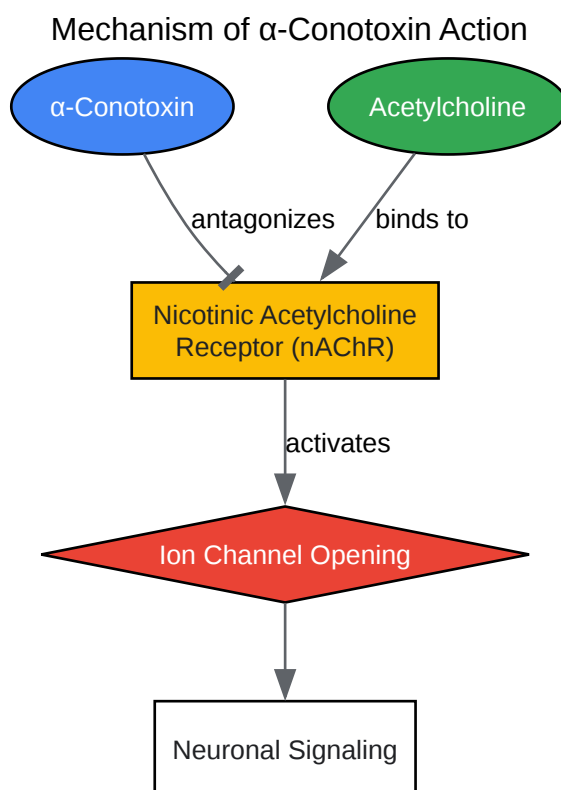 Mechanism of α-Conotoxin Action
α-Conotoxin
Acetylcholine
antagonizes
binds to
Nicotinic Acetylcholine
Receptor (nAChR)
activates
Ion Channel Opening
Neuronal Signaling